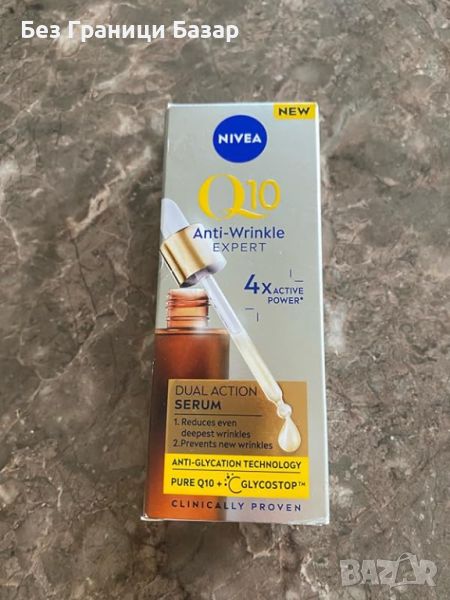 Без Граници Базар
NEW
NIVEA
Q10
Anti-Wrinkle
EXPERT
4x ACTIVE
POWER*
DUAL ACTION
SERUM
1. Reduces even
deepest wrinkles
2.Prevents new wrinkles
ANTI-GLYCATION TECHNOLOGY
PURE Q10 + GLYCOSTOP™
CLINICALLY PROVEN
BAZAR